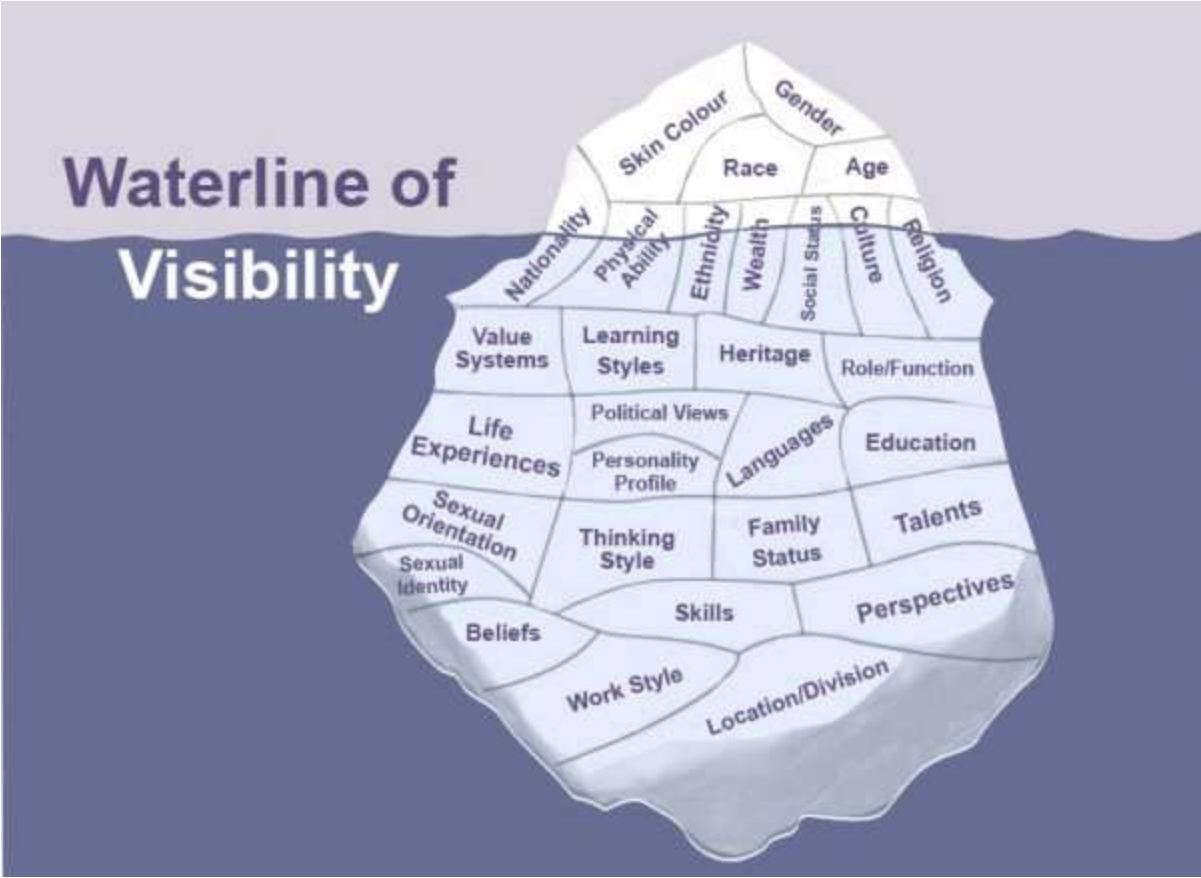 Waterline of
Visibility
Skin Colour
Gender
Race
Age
Nationality
Physical
Ability
Ethnicity
Wealth
Social Status
Culture
Religion
Value
Systems
Learning
Styles
Heritage
Role/Function
Life
Experiences
Political Views
Personality
Profile
Languages
Education
Sexual
Orientation
Sexual
Identity
Thinking
Style
Family
Status
Talents
Beliefs
Skills
Perspectives
Work Style
Location/Division